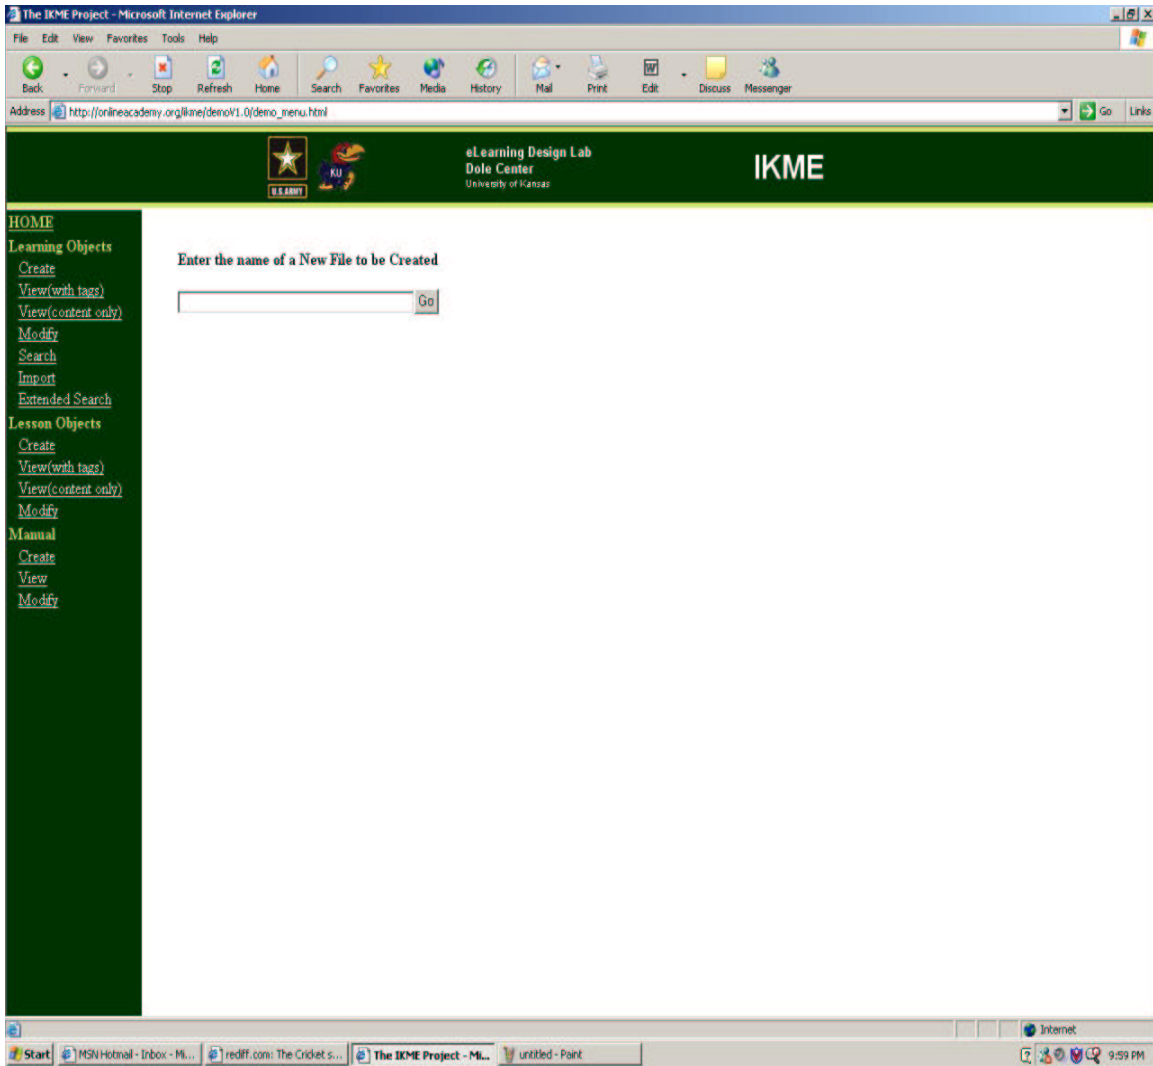 The IKME Project - Microsoft Internet Explorer
File Edit View Favorites Tools Help
Back Forward Stop Refresh Home Search Favorites Media History Mail Print Edit Discuss Messenger
Address http://onlineacademy.org/ikme/demoV1.0/demo_menu.html Go Links
U.S.ARMY KU
eLearning Design Lab
Dole Center
University of Kansas
IKME
HOME
Learning Objects
Create
View(with tags)
View(content only)
Modify
Search
Import
Extended Search
Lesson Objects
Create
View(with tags)
View(content only)
Modify
Manual
Create
View
Modify
Enter the name of a New File to be Created
Go
Internet
Start MSN Hotmail - Inbox - Mi... rediff.com: The Cricket s... The IKME Project - Mi... untitled - Paint 9:59 PM